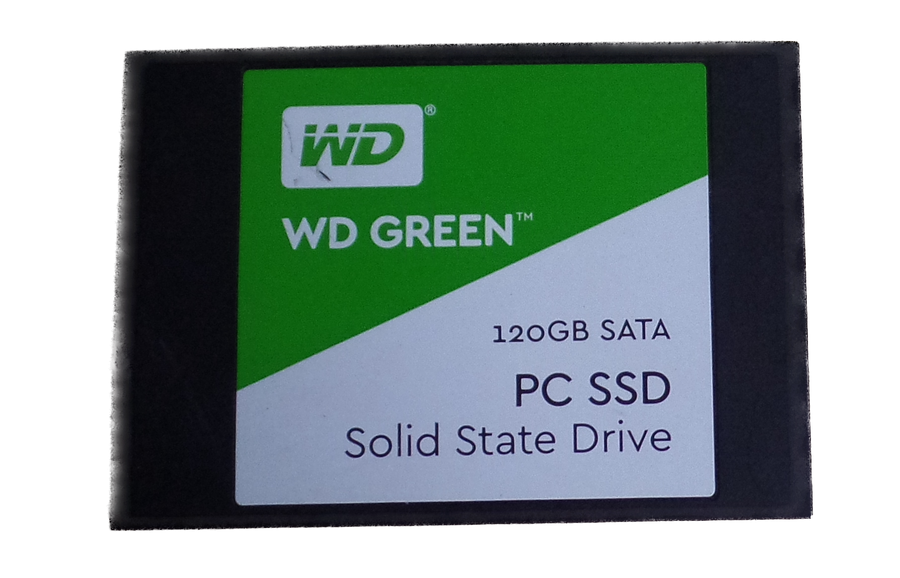 WD®
WD GREEN™
120GB SATA
PC SSD
Solid State Drive